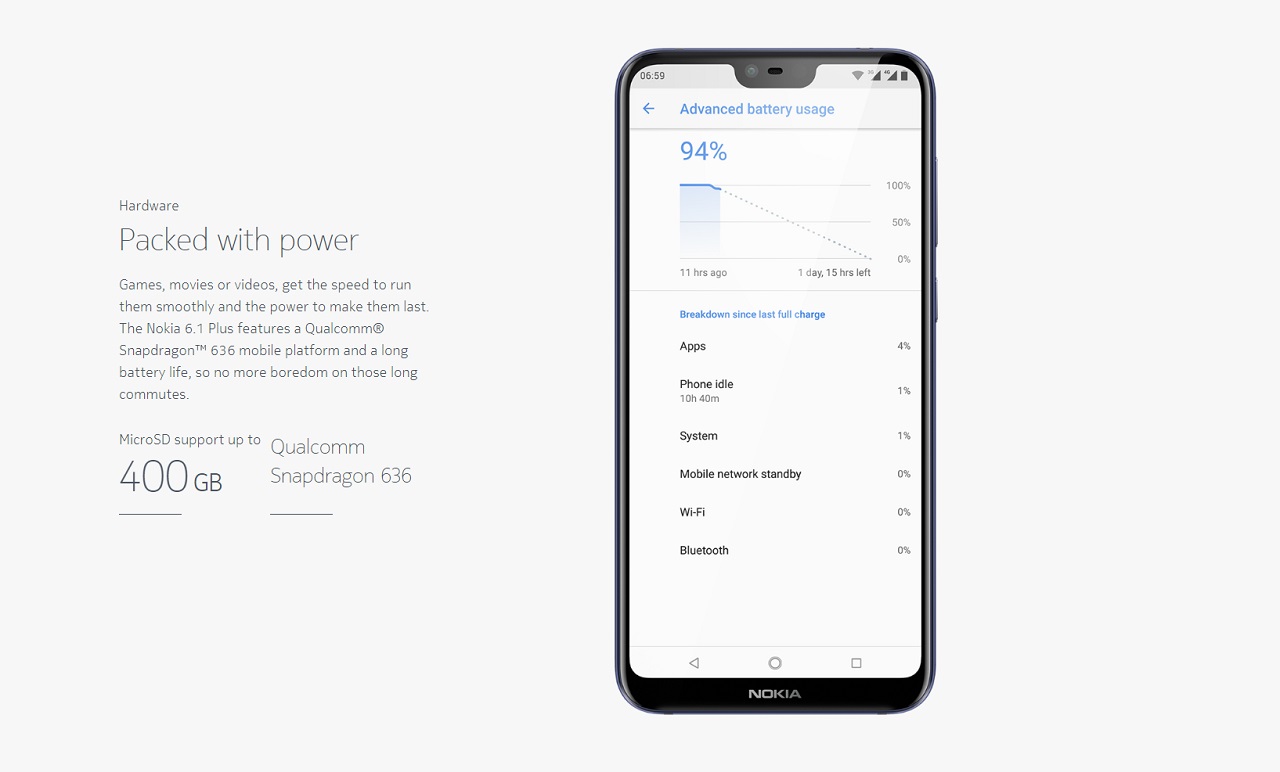 Hardware
Packed with power
Games, movies or videos, get the speed to run
them smoothly and the power to make them last.
The Nokia 6.1 Plus features a Qualcomm®
Snapdragon™ 636 mobile platform and a long
battery life, so no more boredom on those long
commutes.
MicroSD support up to
400 GB
Qualcomm
Snapdragon 636
06:59
4G
Advanced battery usage
94%
100%
50%
0%
11 hrs ago 1 day, 15 hrs left
Breakdown since last full charge
Apps 4%
Phone idle 1%
10h 40m
System 1%
Mobile network standby 0%
Wi-Fi 0%
Bluetooth 0%
NOKIA